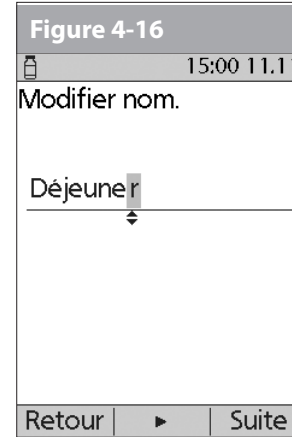 Figure 4-16
15:00 11.1
Modifier nom.
Déjeuner
Retour ► Suite